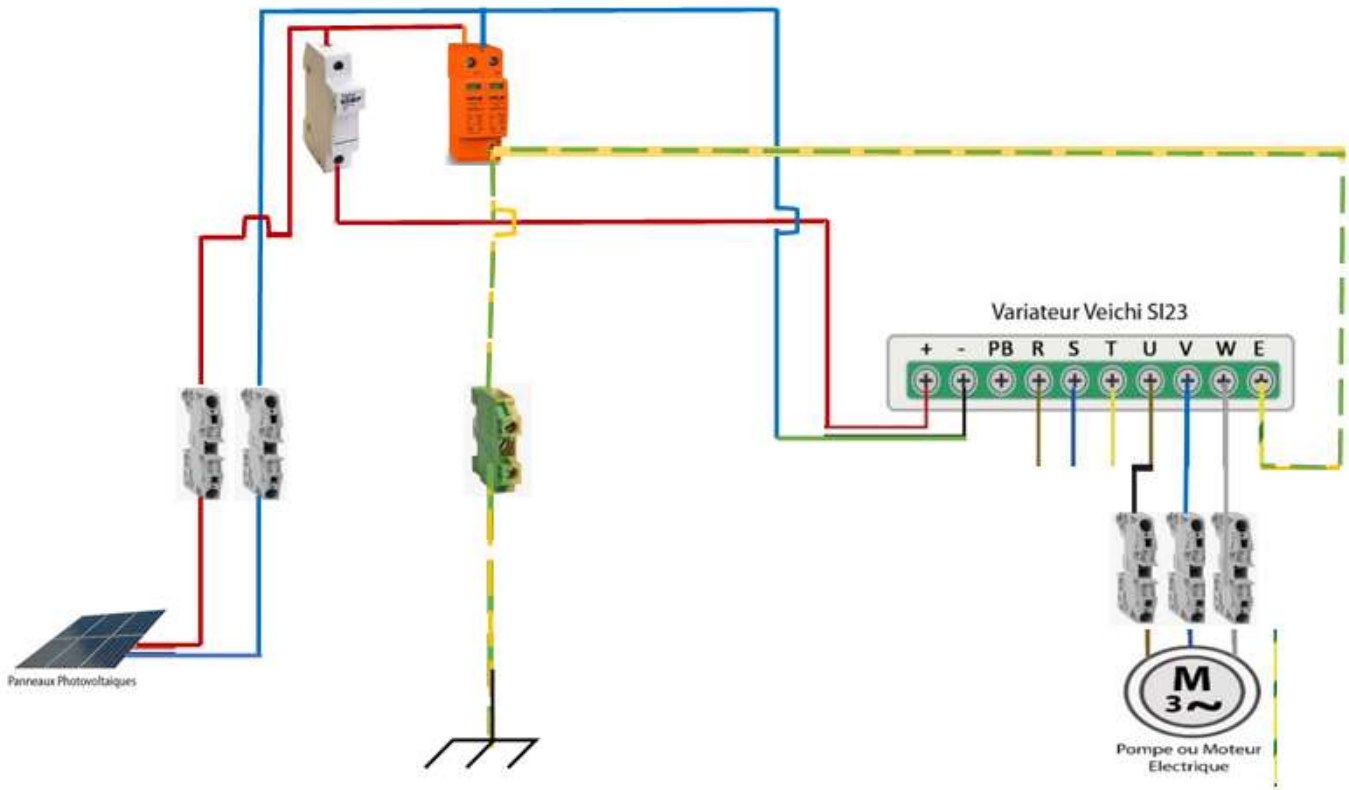 Variateur Veichi SI23
+ - PB R S T U V W E
Panneaux Photovoltaiques
M
3~
Pompe ou Moteur
Electrique